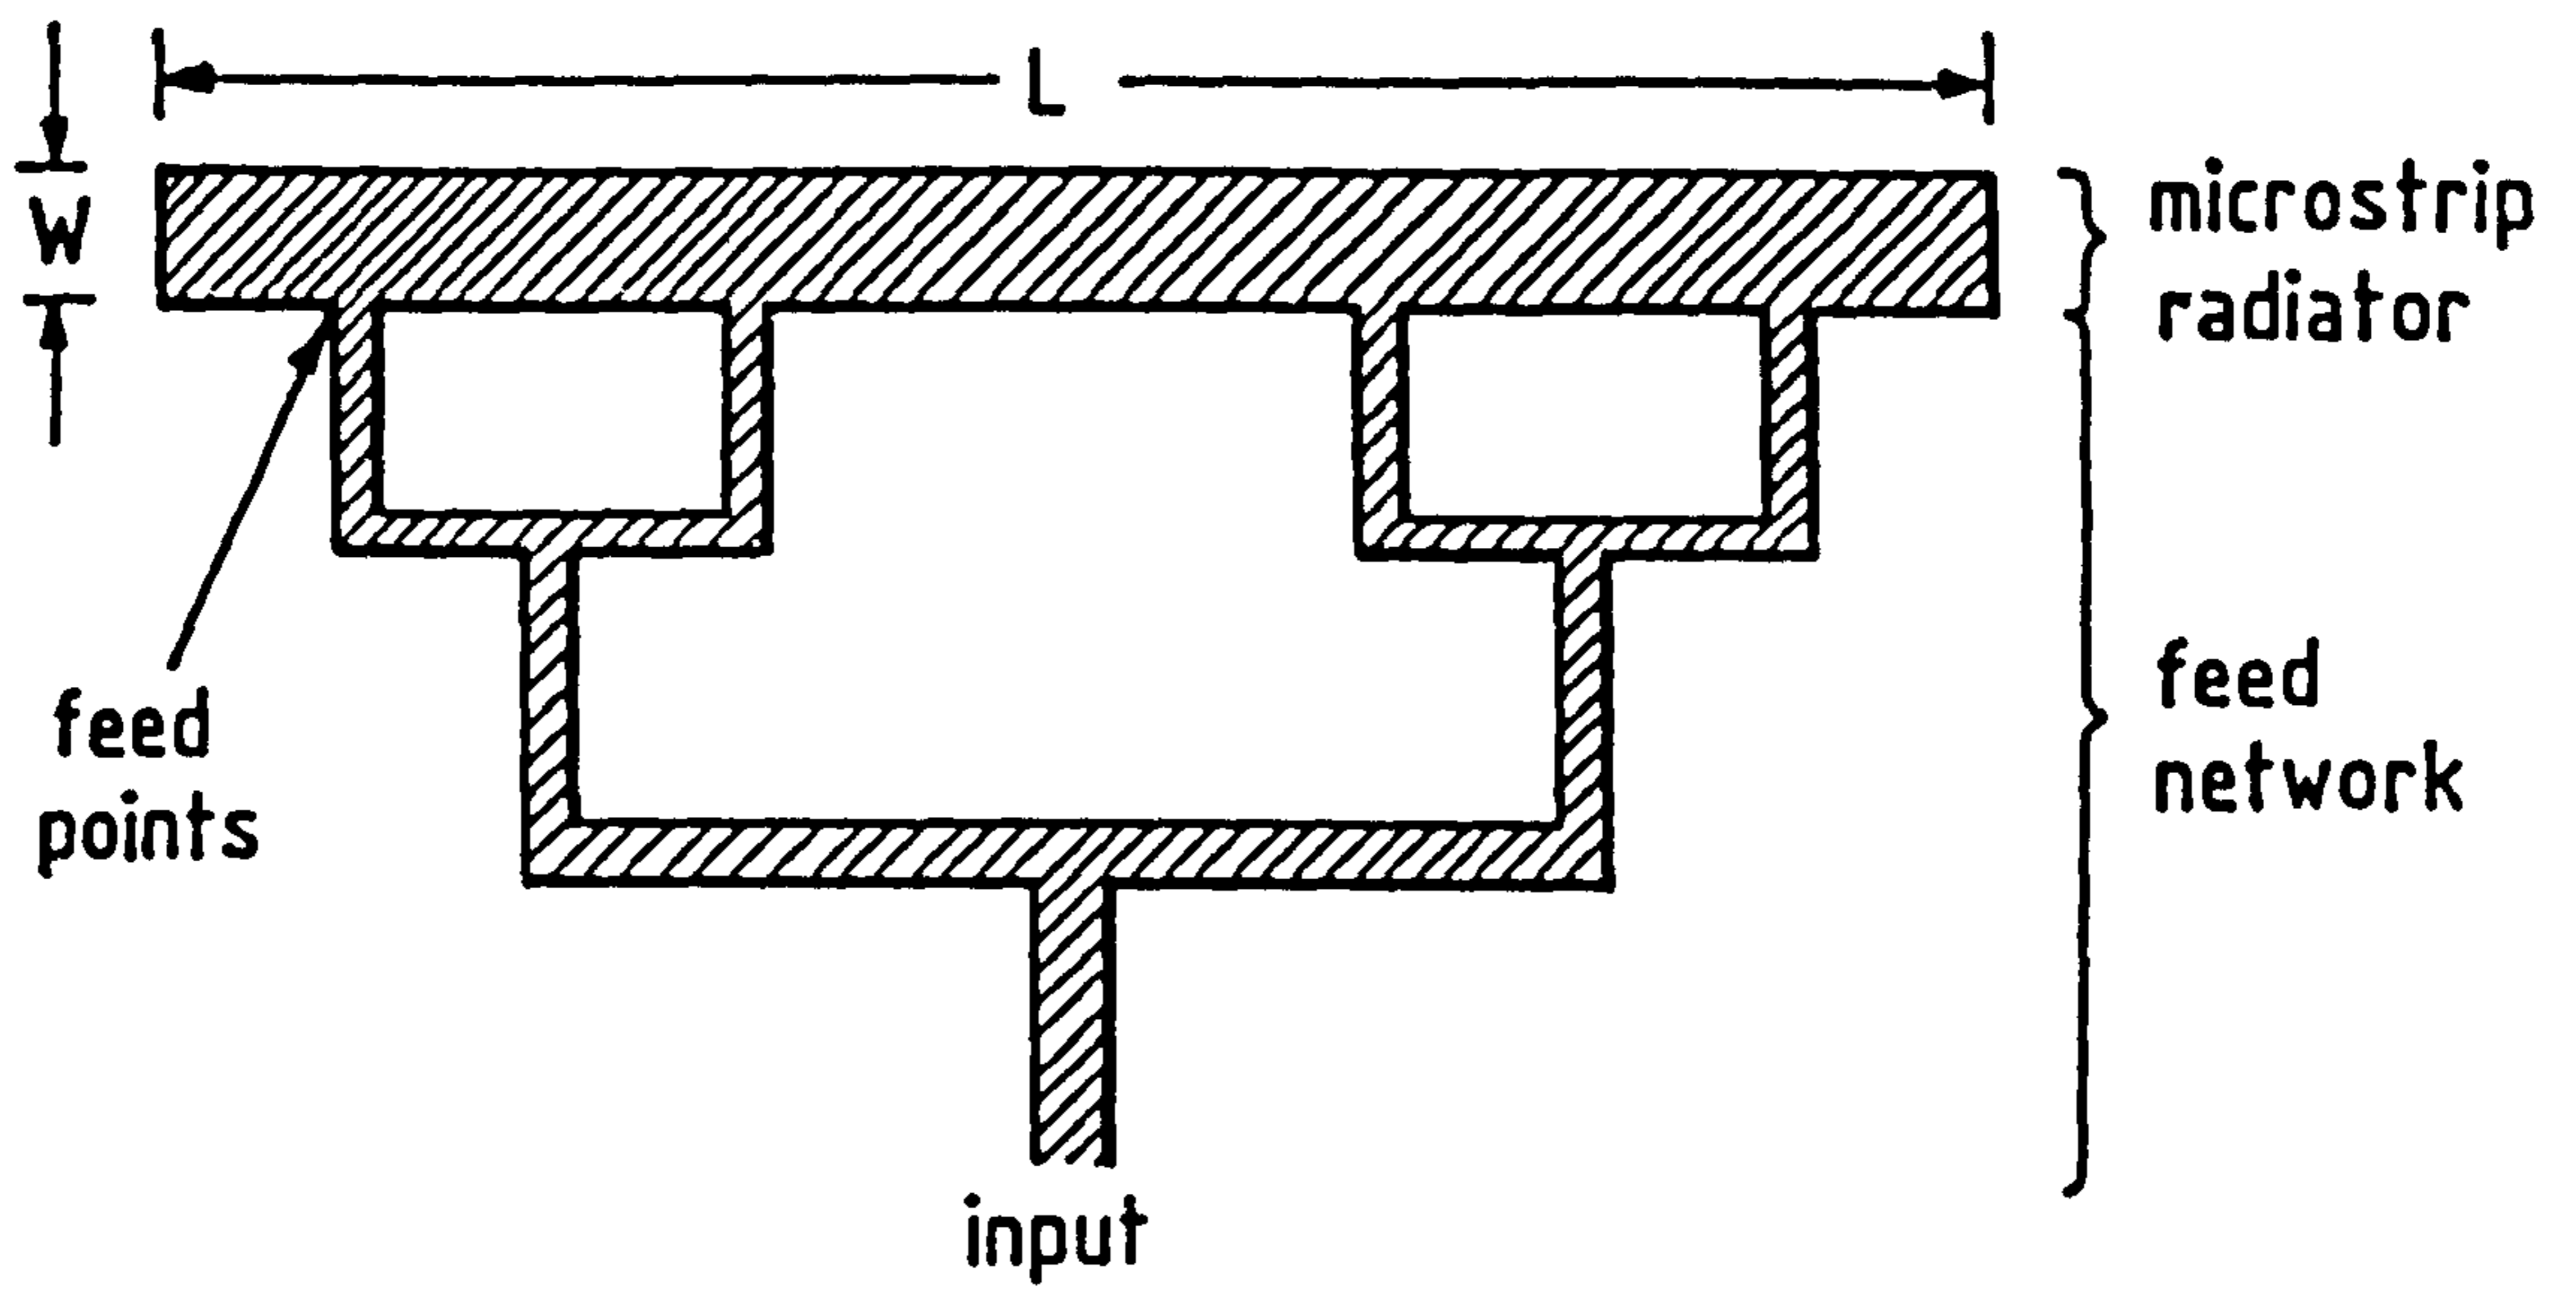 L
W
microstrip
radiator
feed
points
feed
network
input